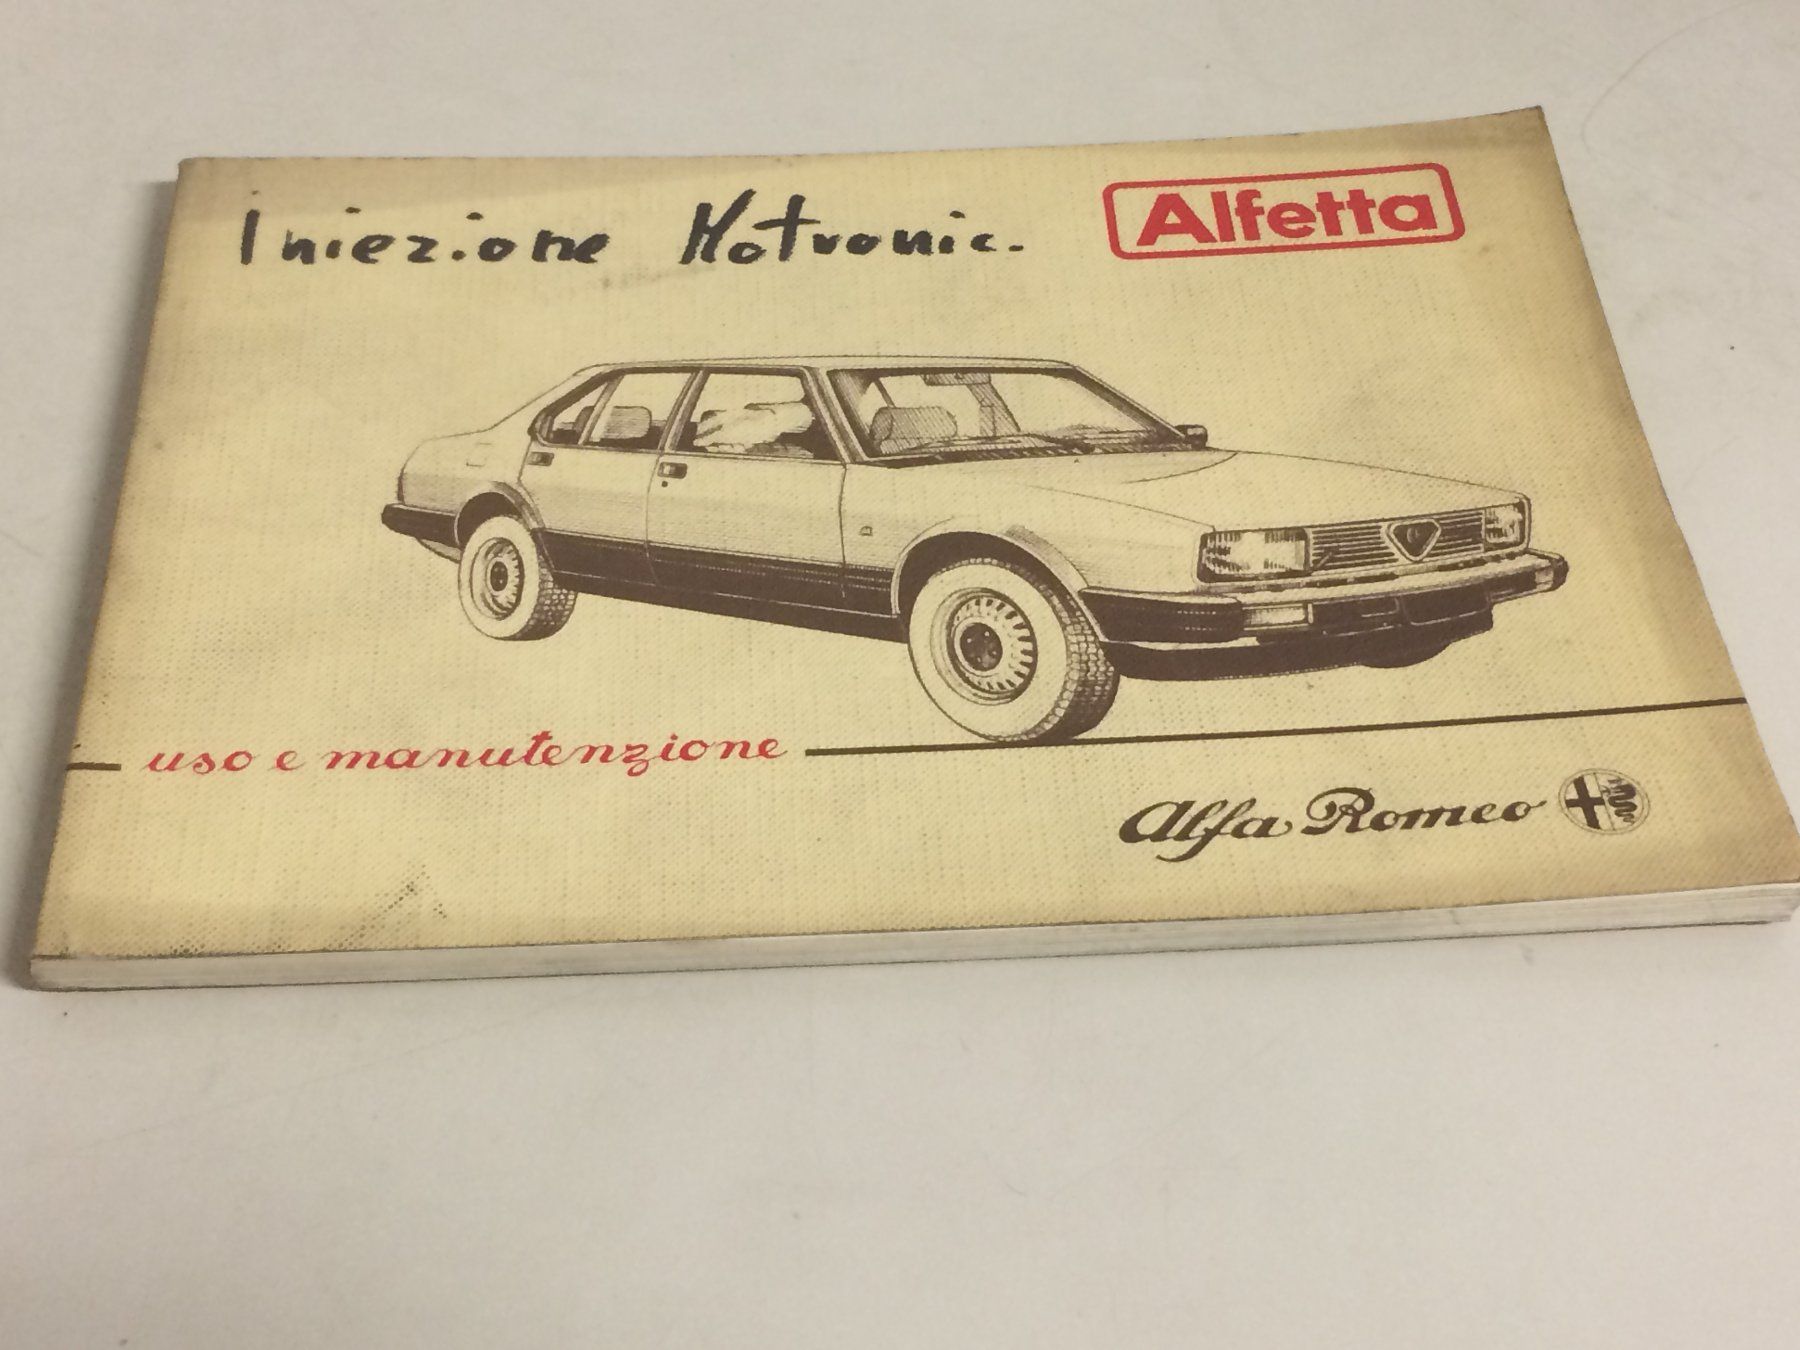 Iniezione Motronic.
Alfetta
uso e manutenzione
Alfa Romeo